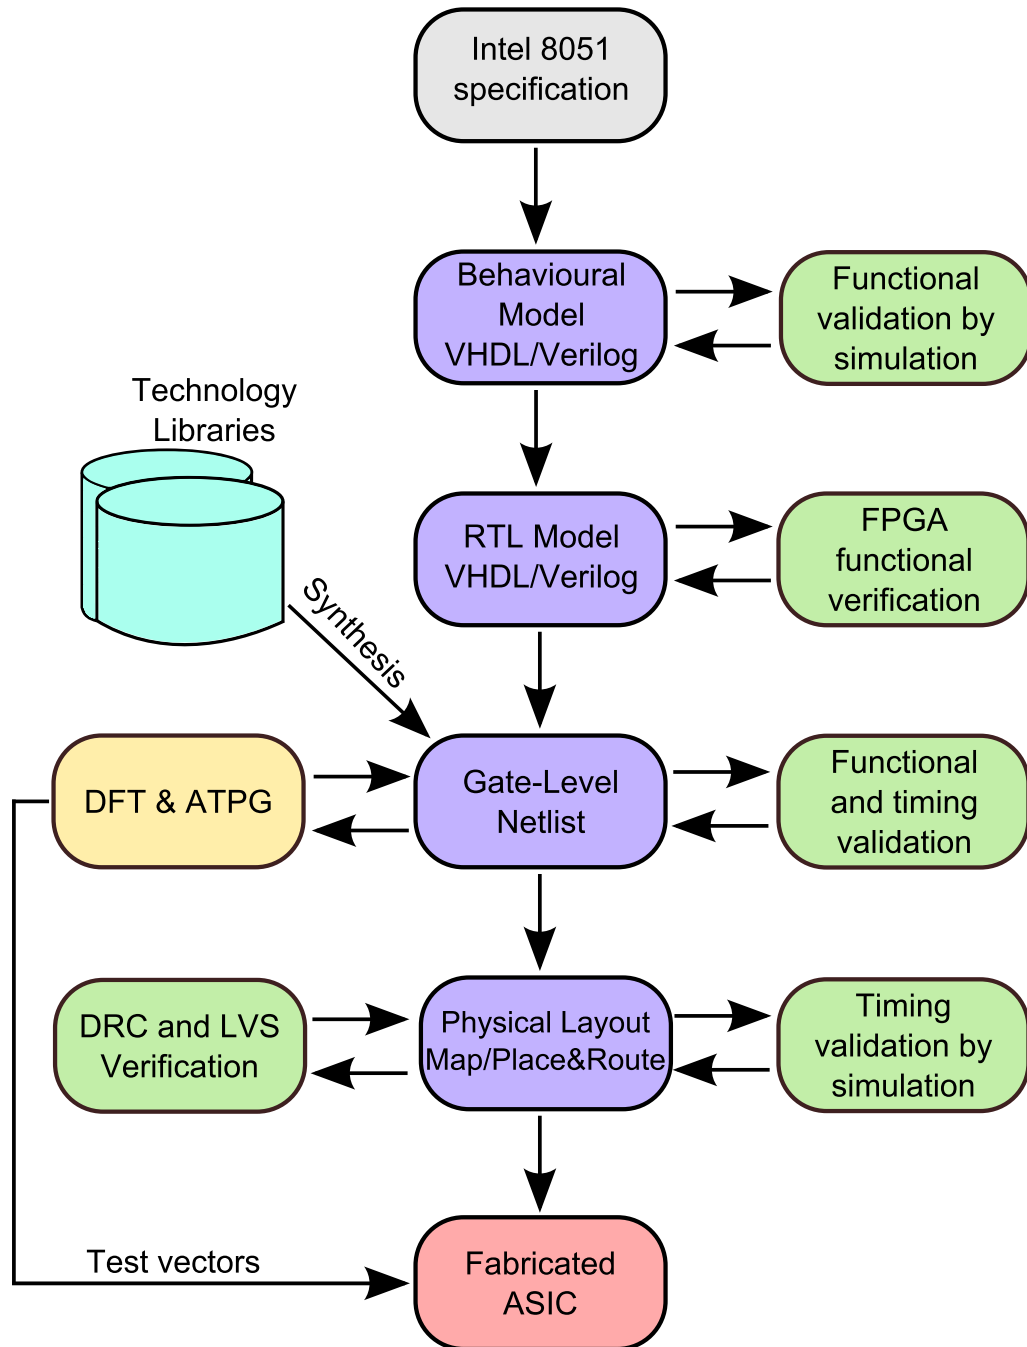 Intel 8051
specification
Behavioural
Model
VHDL/Verilog
Functional
validation by
simulation
Technology
Libraries
RTL Model
VHDL/Verilog
FPGA
functional
verification
Synthesis
DFT & ATPG
Gate-Level
Netlist
Functional
and timing
validation
DRC and LVS
Verification
Physical Layout
Map/Place&Route
Timing
validation by
simulation
Test vectors
Fabricated
ASIC